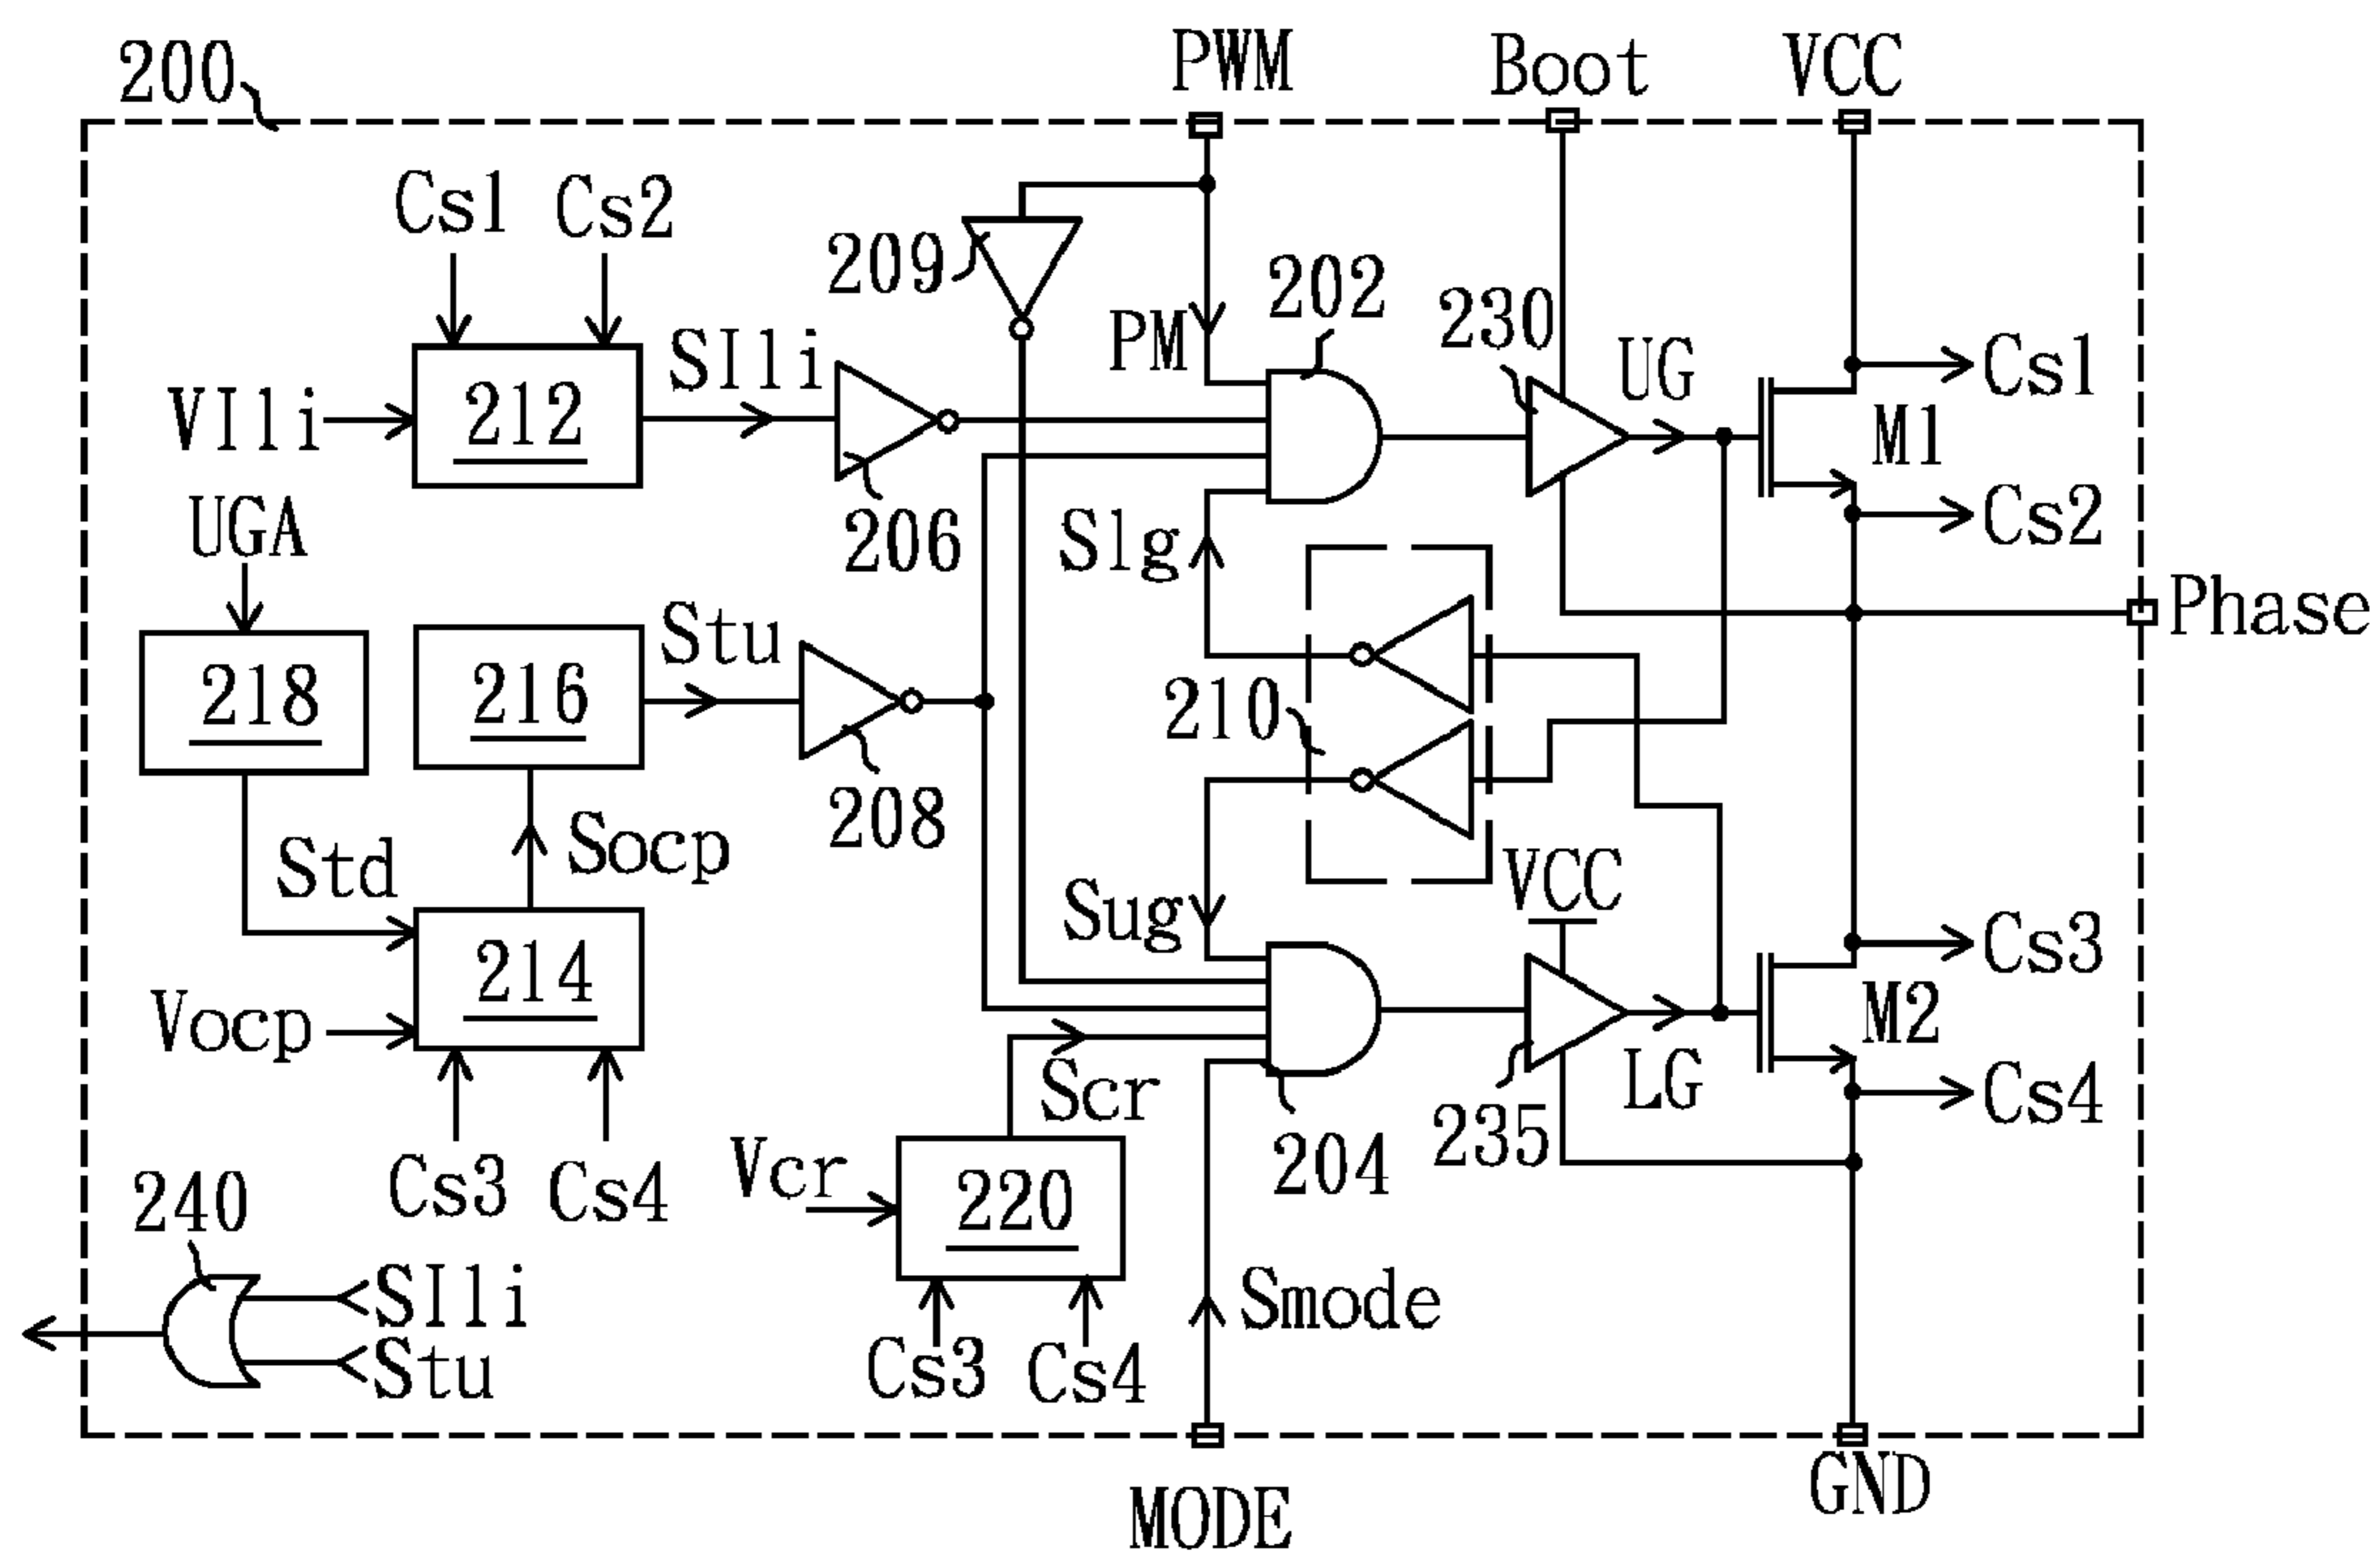 200
PWM
Boot
VCC
Cs1
Cs2
209
PM
202
230
UG
Cs1
VIli
212
SIli
M1
UGA
206
Slg
Cs2
218
216
Stu
210
Phase
208
Std
Socp
Sug
VCC
Cs3
214
Vocp
M2
Scr
LG
Cs4
Cs3
Cs4
Vcr
220
204
235
240
SIli
Stu
Cs3
Cs4
Smode
MODE
GND